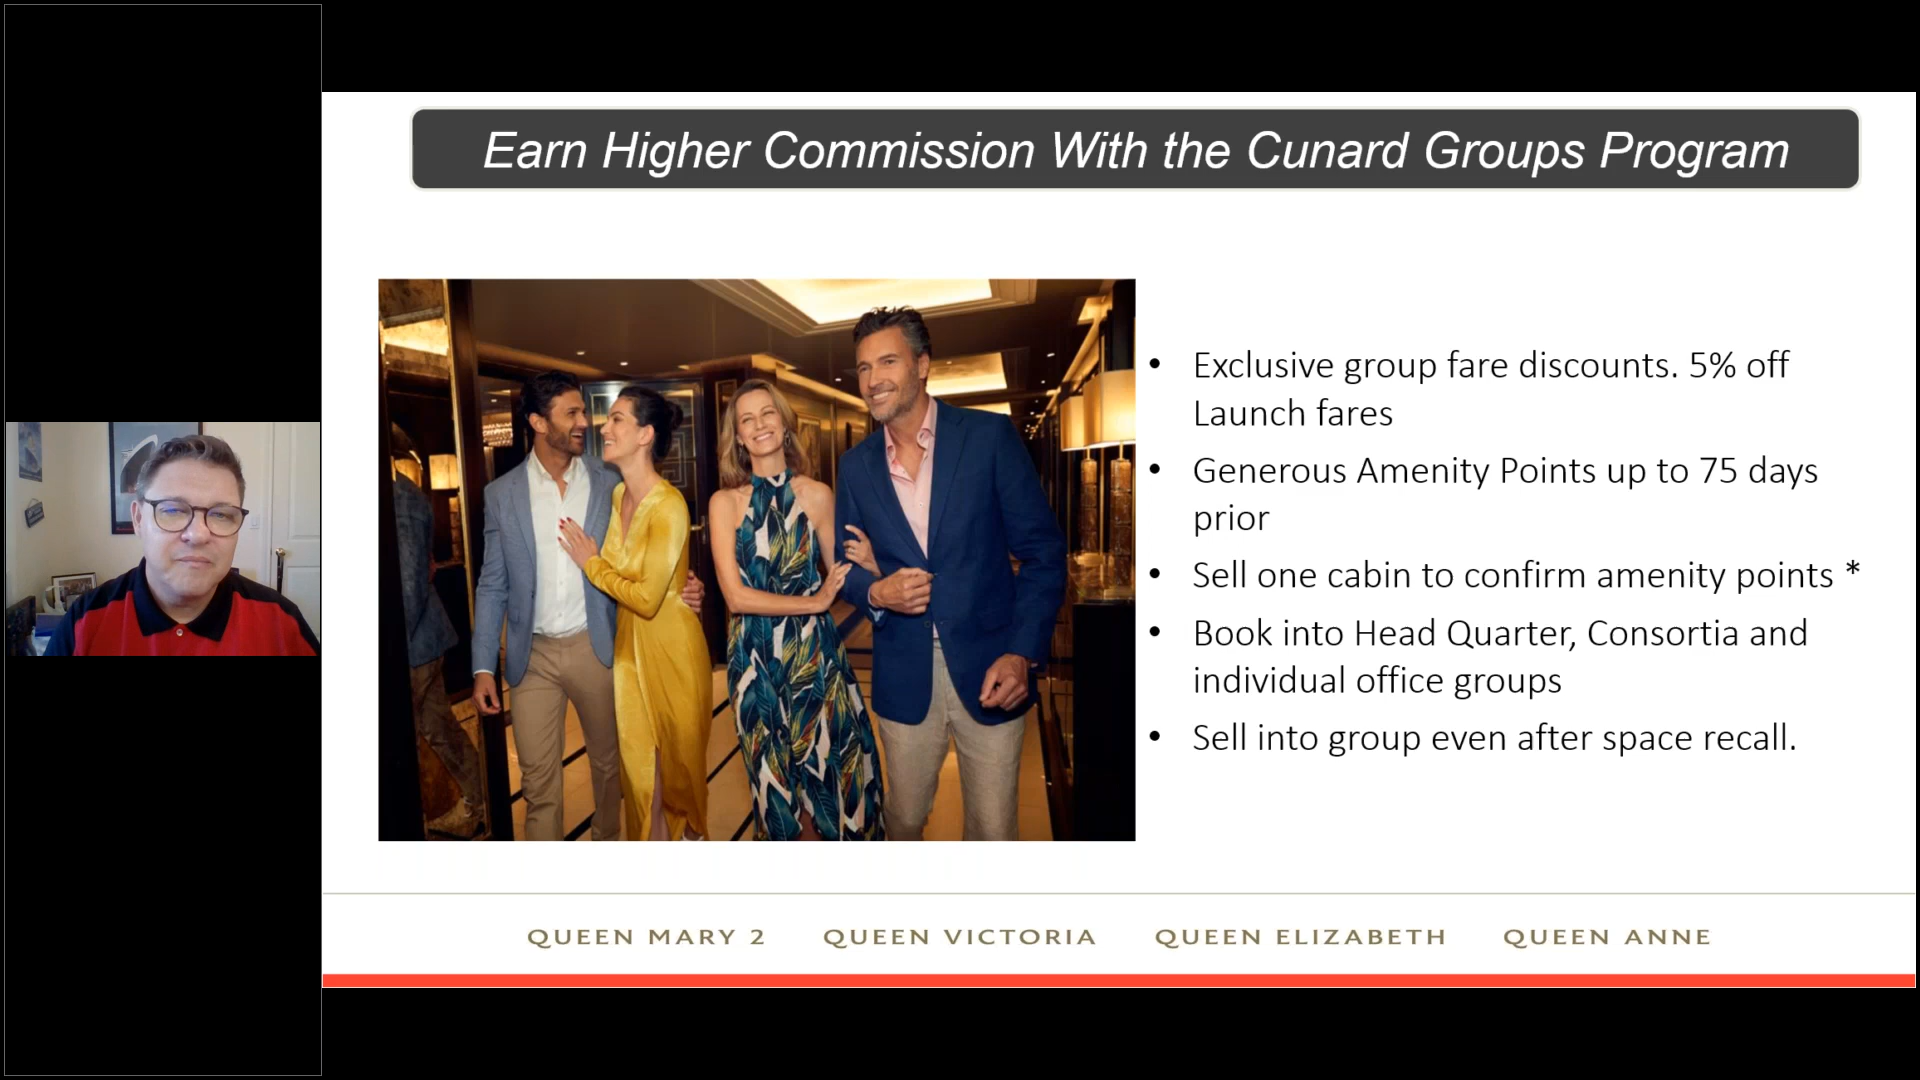 Earn Higher Commission With the Cunard Groups Program
• Exclusive group fare discounts. 5% off
Launch fares
• Generous Amenity Points up to 75 days
prior
• Sell one cabin to confirm amenity points *
• Book into Head Quarter, Consortia and
individual office groups
• Sell into group even after space recall.
QUEEN MARY 2 QUEEN VICTORIA QUEEN ELIZABETH QUEEN ANNE